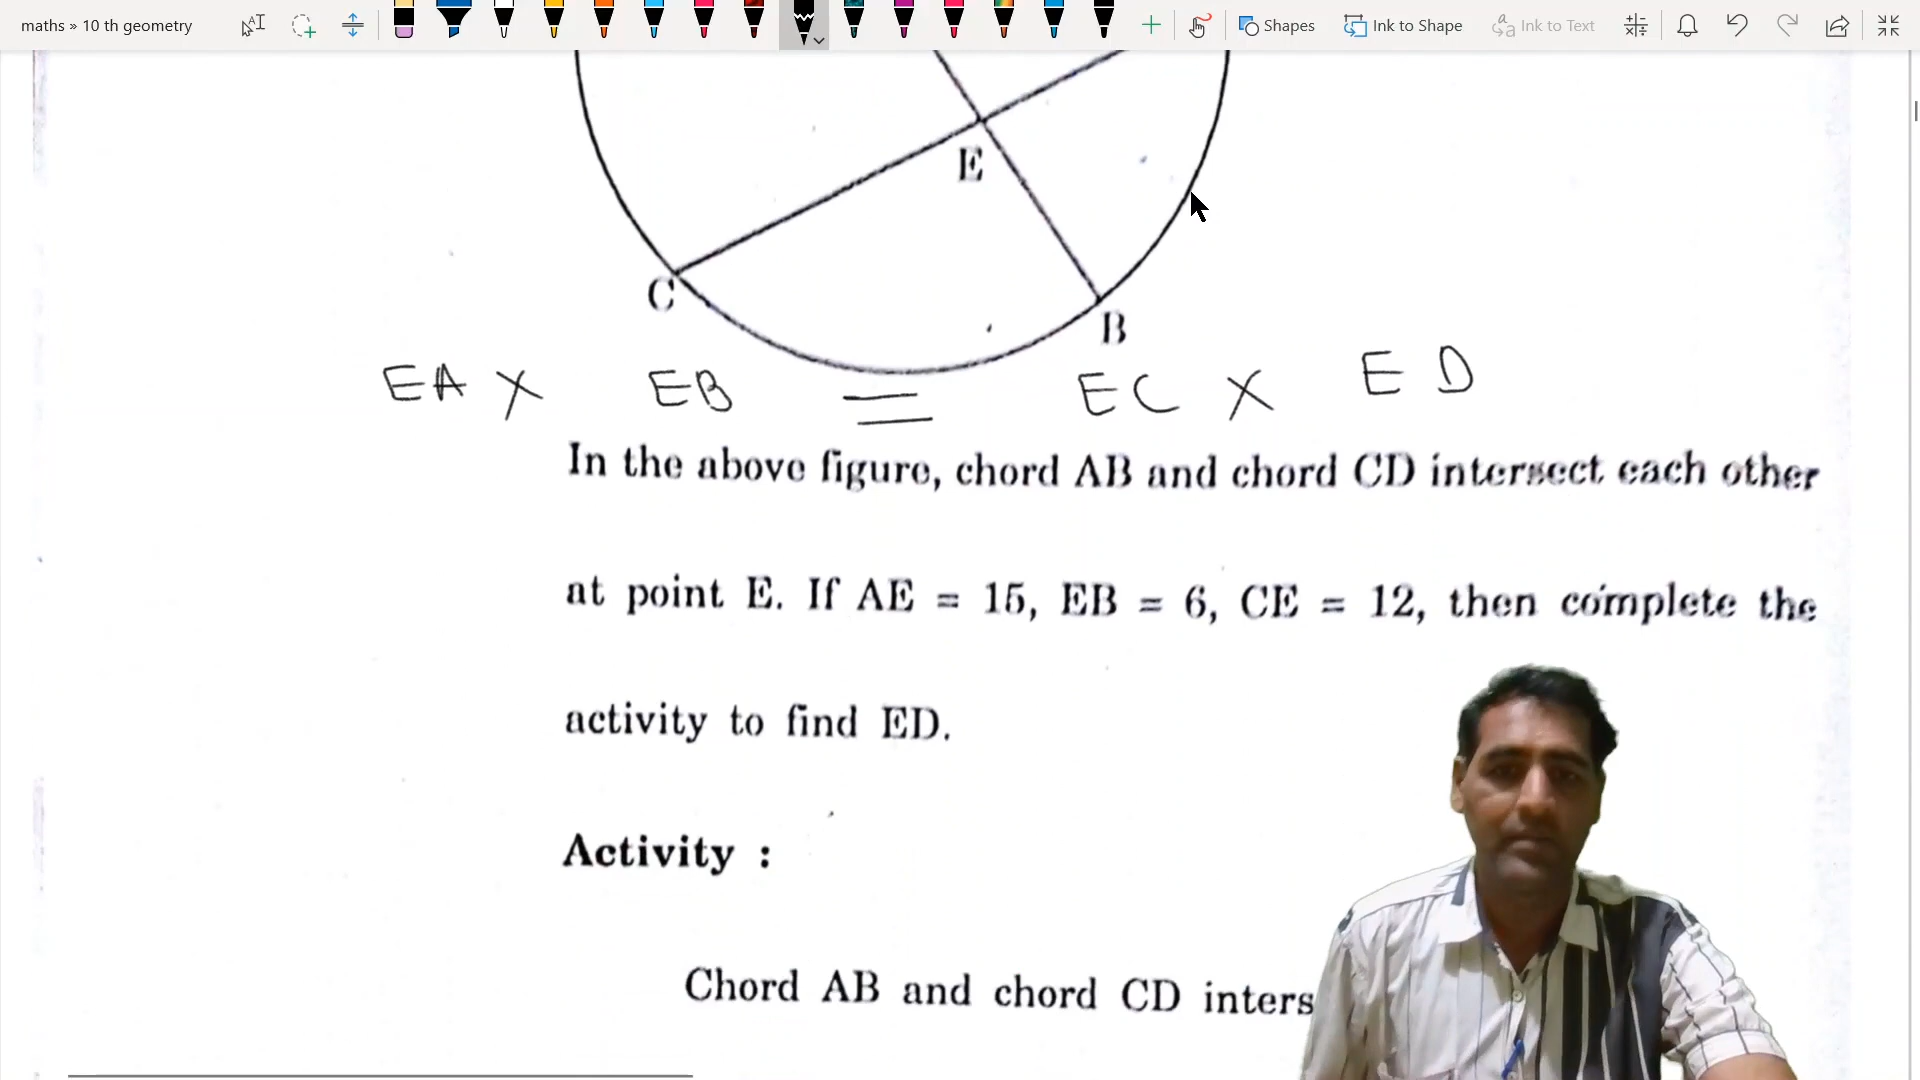 maths » 10 th geometry
Shapes
Ink to Shape
Ink to Text
E
C
B
EA X EB = EC X ED
In the above figure, chord AB and chord CD intersect each other
at point E. If AE = 15, EB = 6, CE = 12, then complete the
activity to find ED.
Activity :
Chord AB and chord CD inters